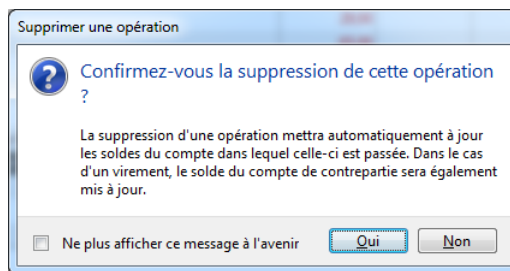 Supprimer une opération
Confirmez-vous la suppression de cette opération
?
La suppression d'une opération mettra automatiquement à jour
les soldes du compte dans lequel celle-ci est passée. Dans le cas
d'un virement, le solde du compte de contrepartie sera également
mis à jour.
Ne plus afficher ce message à l'avenir
Oui
Non